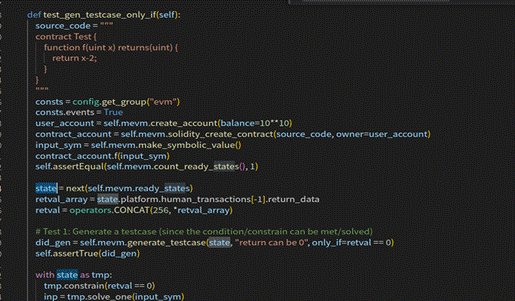 def test_gen_testcase_only_if(self):
source_code = """
contract Test {
function f(uint x) returns(uint) {
return x-2;
}
}
"""
consts = config.get_group("evm")
consts.events = True
user_account = self.mevm.create_account(balance=10**10)
contract_account = self.mevm.solidity_create_contract(source_code, owner=user_account)
input_sym = self.mevm.make_symbolic_value()
contract_account.f(input_sym)
self.assertEqual(self.mevm.count_ready_states(), 1)
state = next(self.mevm.ready_states)
retval_array = state.platform.human_transactions[-1].return_data
retval = operators.CONCAT(256, *retval_array)
# Test 1: Generate a testcase (since the condition/constrain can be met/solved)
did_gen = self.mevm.generate_testcase(state, "return can be 0", only_if=retval == 0)
self.assertTrue(did_gen)
with state as tmp:
tmp.constrain(retval == 0)
inp = tmp.solve_one(input_sym)